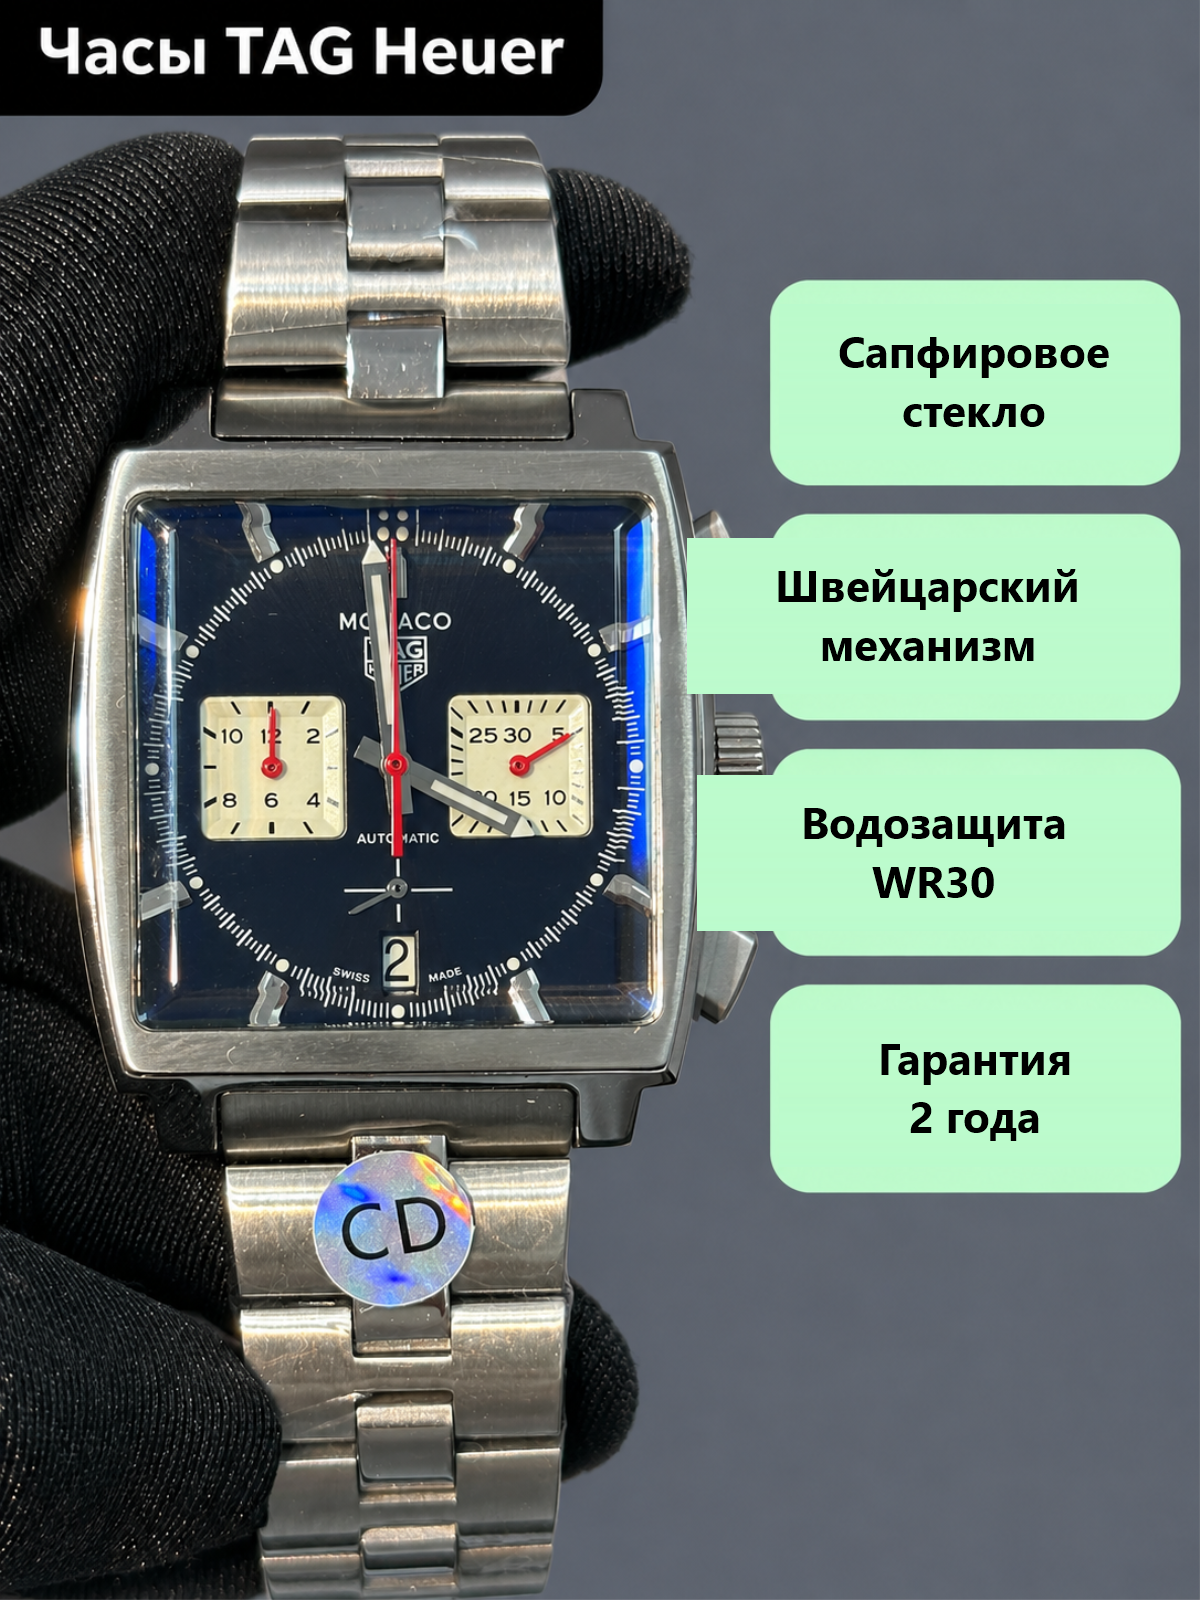 Часы TAG Heuer
Сапфировое
стекло
Швейцарский
механизм
Водозащита
WR30
Гарантия
2 года
TAG
HEUER
10 12 2
8 6 4
25 30 5
15 10
AUTOMATIC
2
SWISS MADE
CD